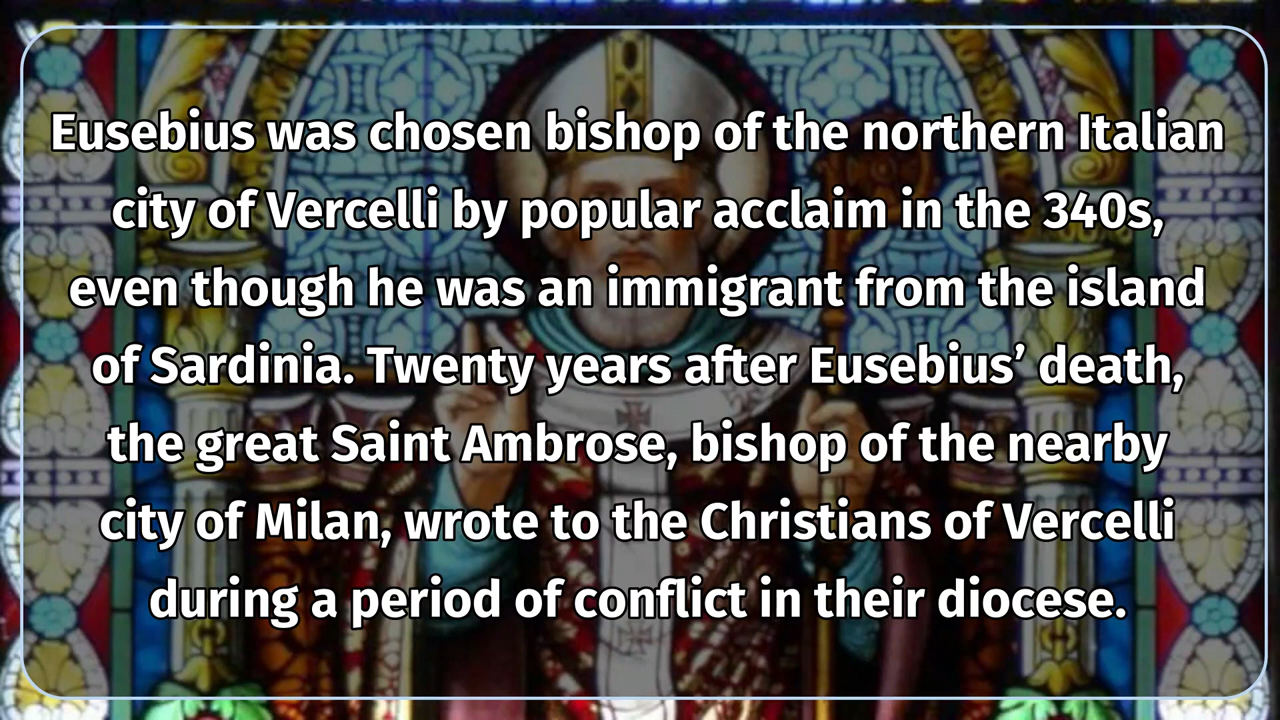 Eusebius was chosen bishop of the northern Italian
city of Vercelli by popular acclaim in the 340s,
even though he was an immigrant from the island
of Sardinia. Twenty years after Eusebius’ death,
the great Saint Ambrose, bishop of the nearby
city of Milan, wrote to the Christians of Vercelli
during a period of conflict in their diocese.